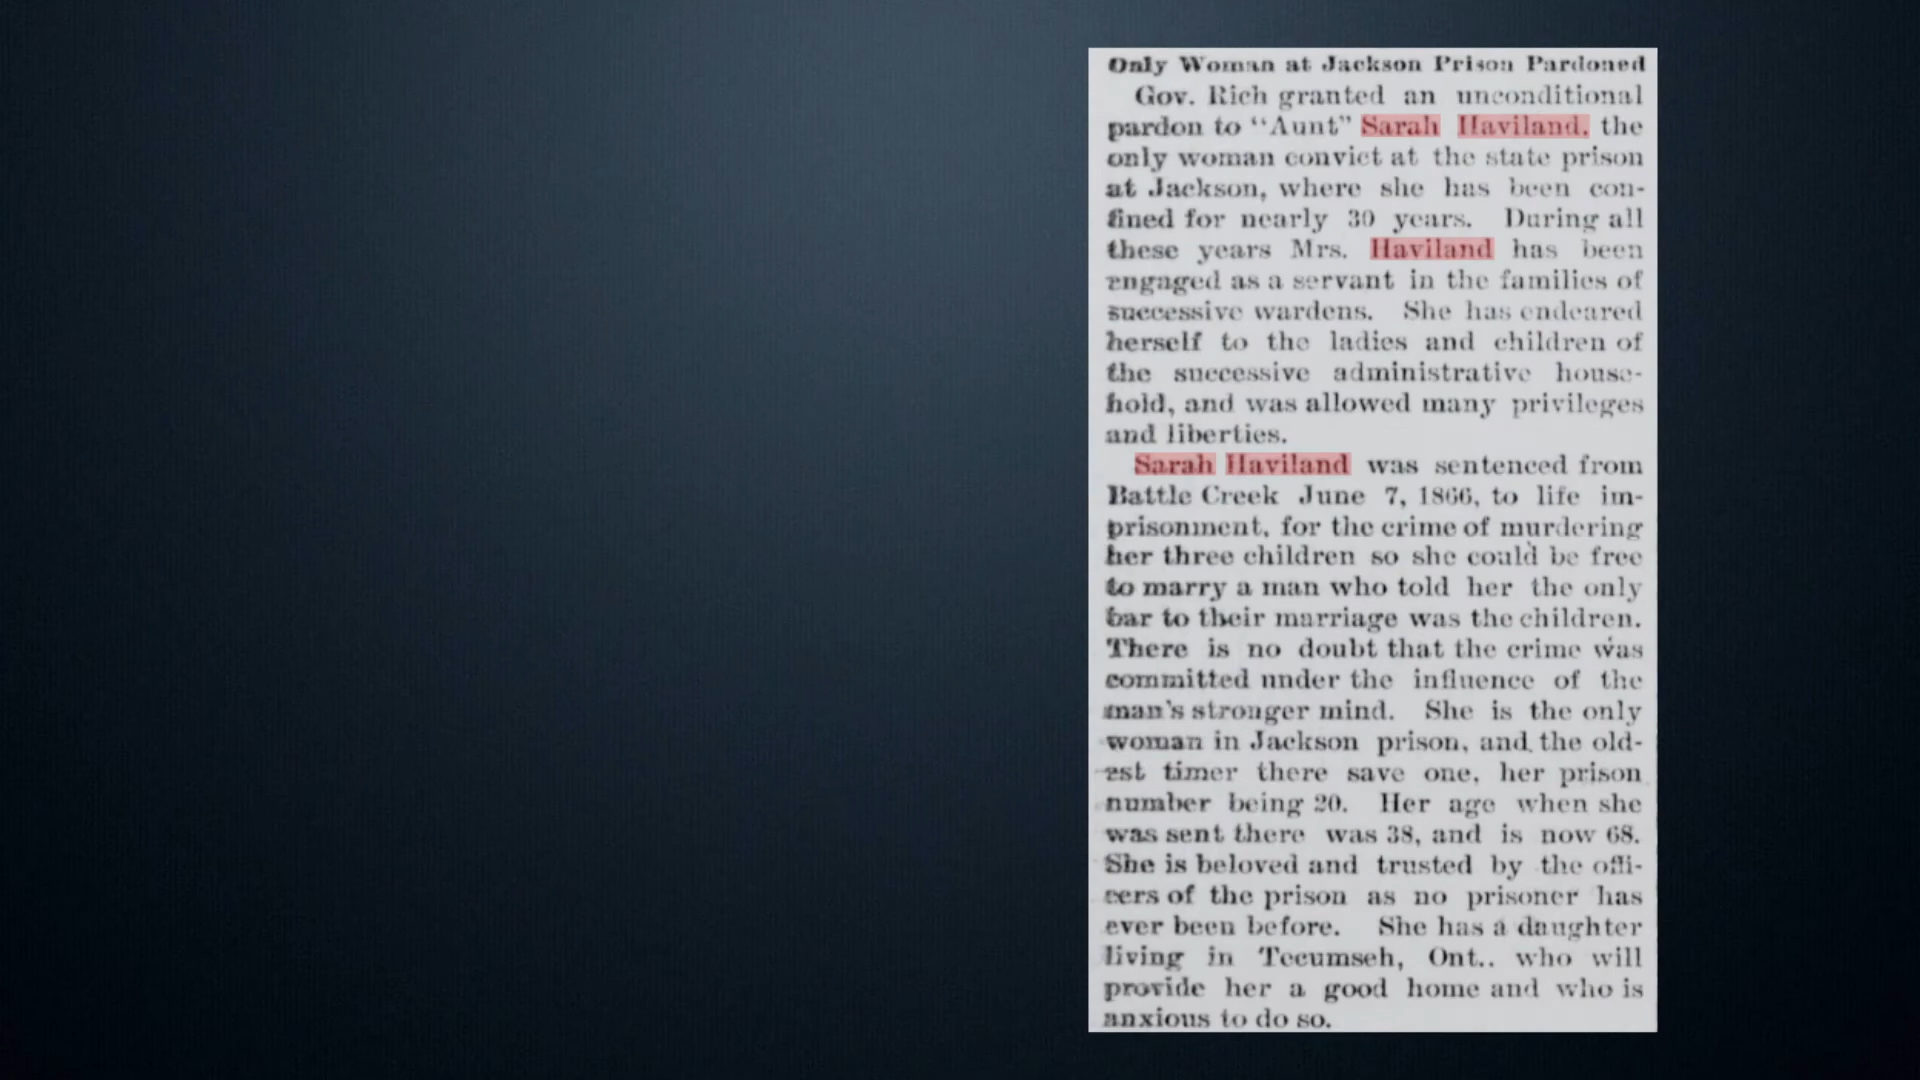 Only Woman at Jackson Prison Pardoned
Gov. Rich granted an unconditional
pardon to “Aunt” Sarah Haviland, the
only woman convict at the state prison
at Jackson, where she has been con-
fined for nearly 30 years. During all
these years Mrs. Haviland has been
engaged as a servant in the families of
successive wardens. She has endeared
herself to the ladies and children of
the successive administrative house-
hold, and was allowed many privileges
and liberties.
Sarah Haviland was sentenced from
Battle Creek June 7, 1866, to life im-
prisonment, for the crime of murdering
her three children so she could be free
to marry a man who told her the only
bar to their marriage was the children.
There is no doubt that the crime was
committed under the influence of the
man's stronger mind. She is the only
woman in Jackson prison, and the old-
est timer there save one, her prison
number being 20. Her age when she
was sent there was 38, and is now 68.
She is beloved and trusted by the offi-
cers of the prison as no prisoner has
ever been before. She has a daughter
living in Tecumseh, Ont.. who will
provide her a good home and who is
anxious to do so.